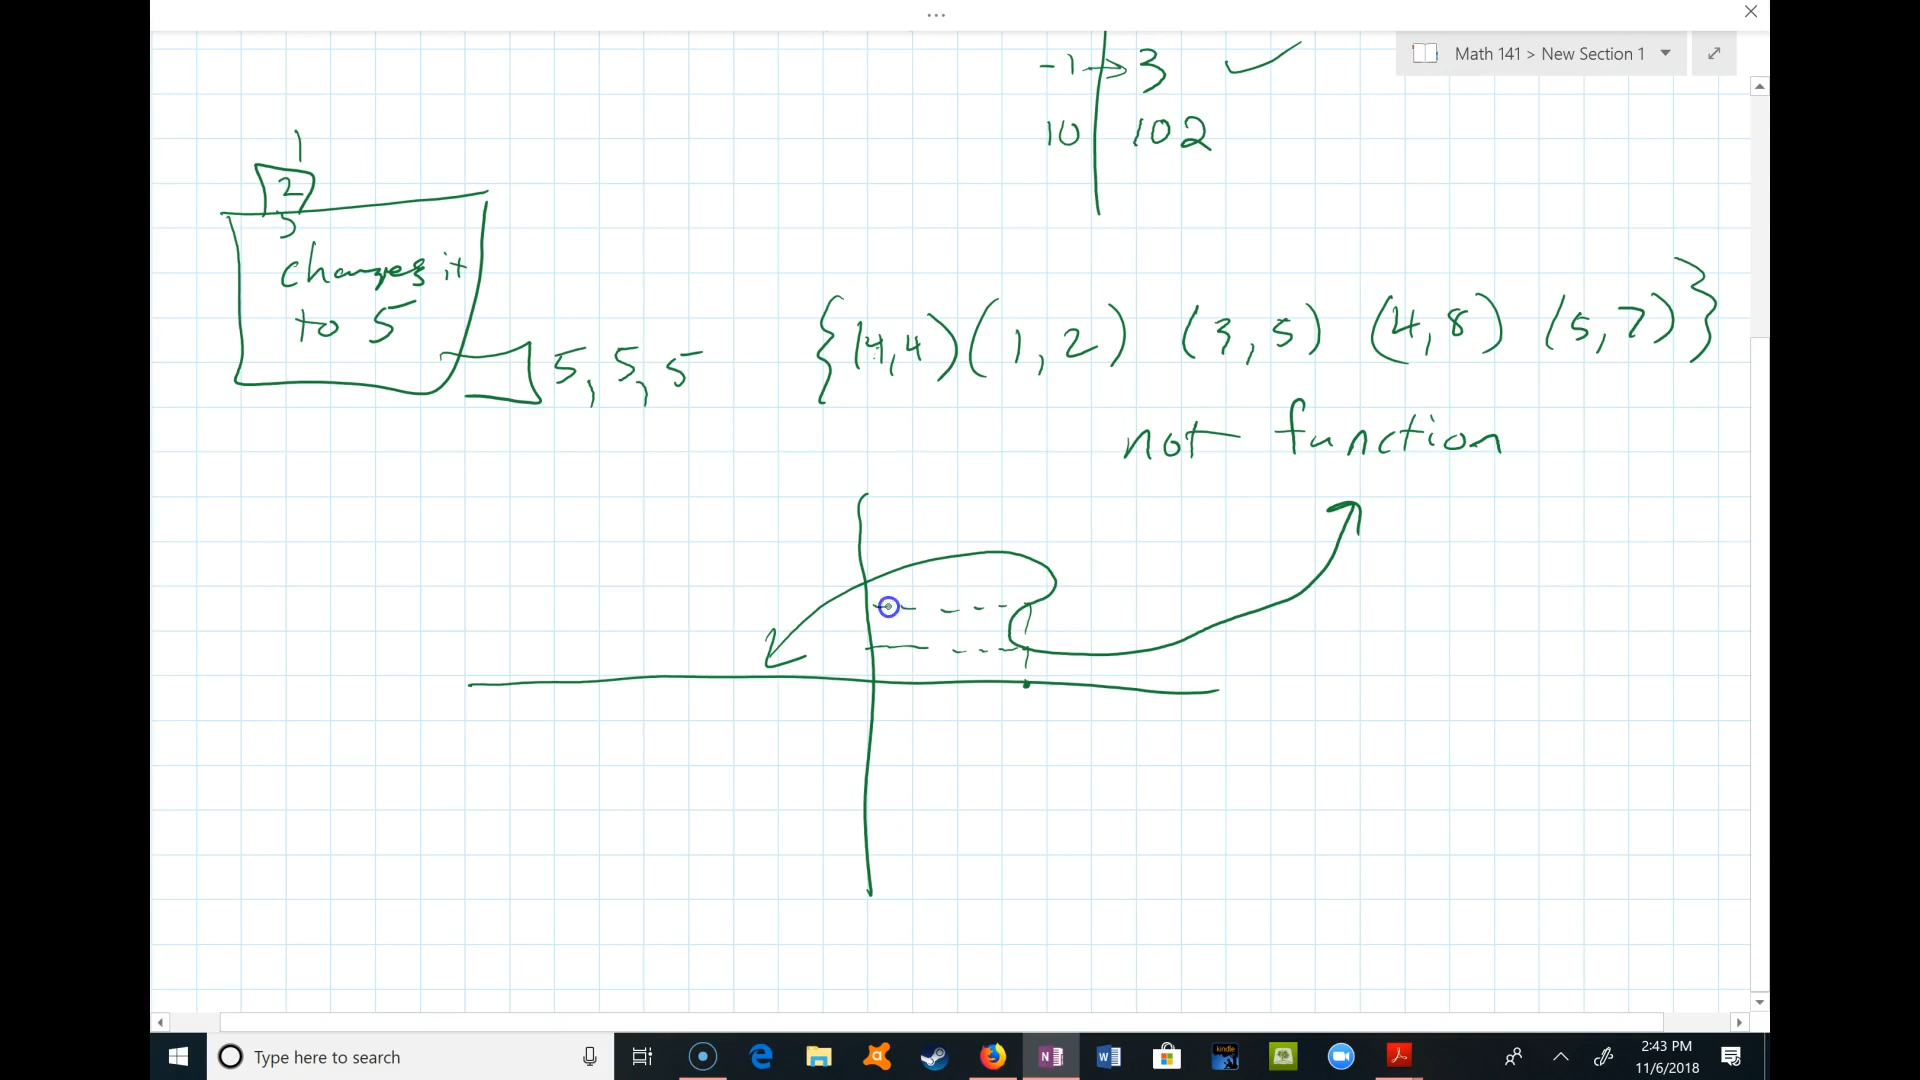 Math 141 > New Section 1
-1 → 3 ✓
10 102
1
2
3
changes it
to 5
5, 5, 5
{(4,4)(1,2) (3,5) (4,8) (5,7)}
not function
Type here to search
kindle
2:43 PM
11/6/2018